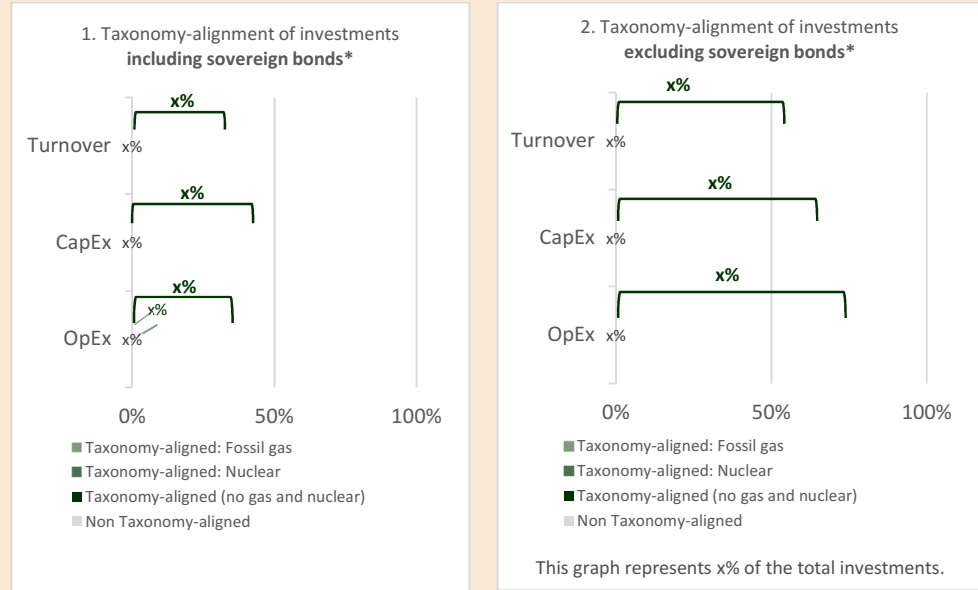 1. Taxonomy-alignment of investments
including sovereign bonds*
x%
Turnover x%
x%
CapEx x%
x%
x%
OpEx x%
0% 50% 100%
Taxonomy-aligned: Fossil gas
Taxonomy-aligned: Nuclear
Taxonomy-aligned (no gas and nuclear)
Non Taxonomy-aligned
2. Taxonomy-alignment of investments
excluding sovereign bonds*
x%
Turnover x%
x%
CapEx x%
x%
OpEx x%
0% 50% 100%
Taxonomy-aligned: Fossil gas
Taxonomy-aligned: Nuclear
Taxonomy-aligned (no gas and nuclear)
Non Taxonomy-aligned
This graph represents x% of the total investments.